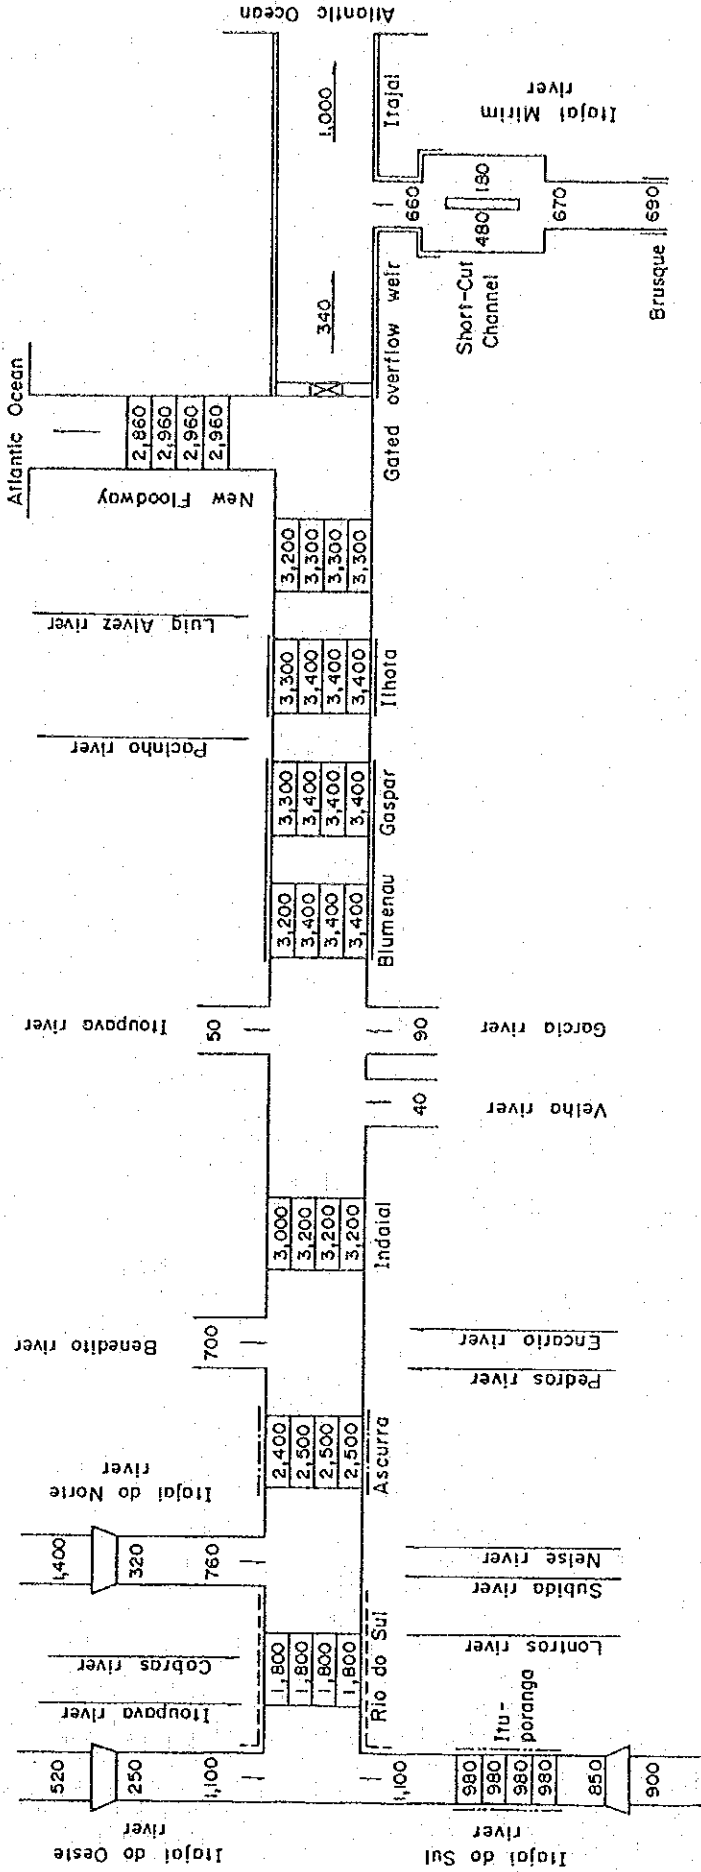 Itajai do Oeste
river
520
250
1,100
Itoupava river
Cobras river
1,400
320
760
Itajai do Norte
river
Benedito river
700
Itoupava river
50
Pocinho river
Luig Alvez river
New Floodway
Atlantic Ocean
2,860
2,960
2,960
2,960
Atlantic Ocean
1,800
1,800
1,800
1,800
Rio do Sul
2,400
2,500
2,500
2,500
Ascurra
3,000
3,200
3,200
3,200
Indaial
3,200
3,400
3,400
3,400
Blumenau
3,300
3,400
3,400
3,400
Gaspar
3,300
3,400
3,400
3,400
Ilhota
3,200
3,300
3,300
3,300
Gated overflow weir
340
1,000
Itajai
Itajai do Sul
river
1,100
980
980
980
980
Itu-
poranga
850
900
Lontras river
Subida river
Neise river
Pedras river
Encario river
40
Velha river
90
Garcia river
660
480
180
Short-Cut
Channel
670
690
Brusque
Itajai Mirim
river